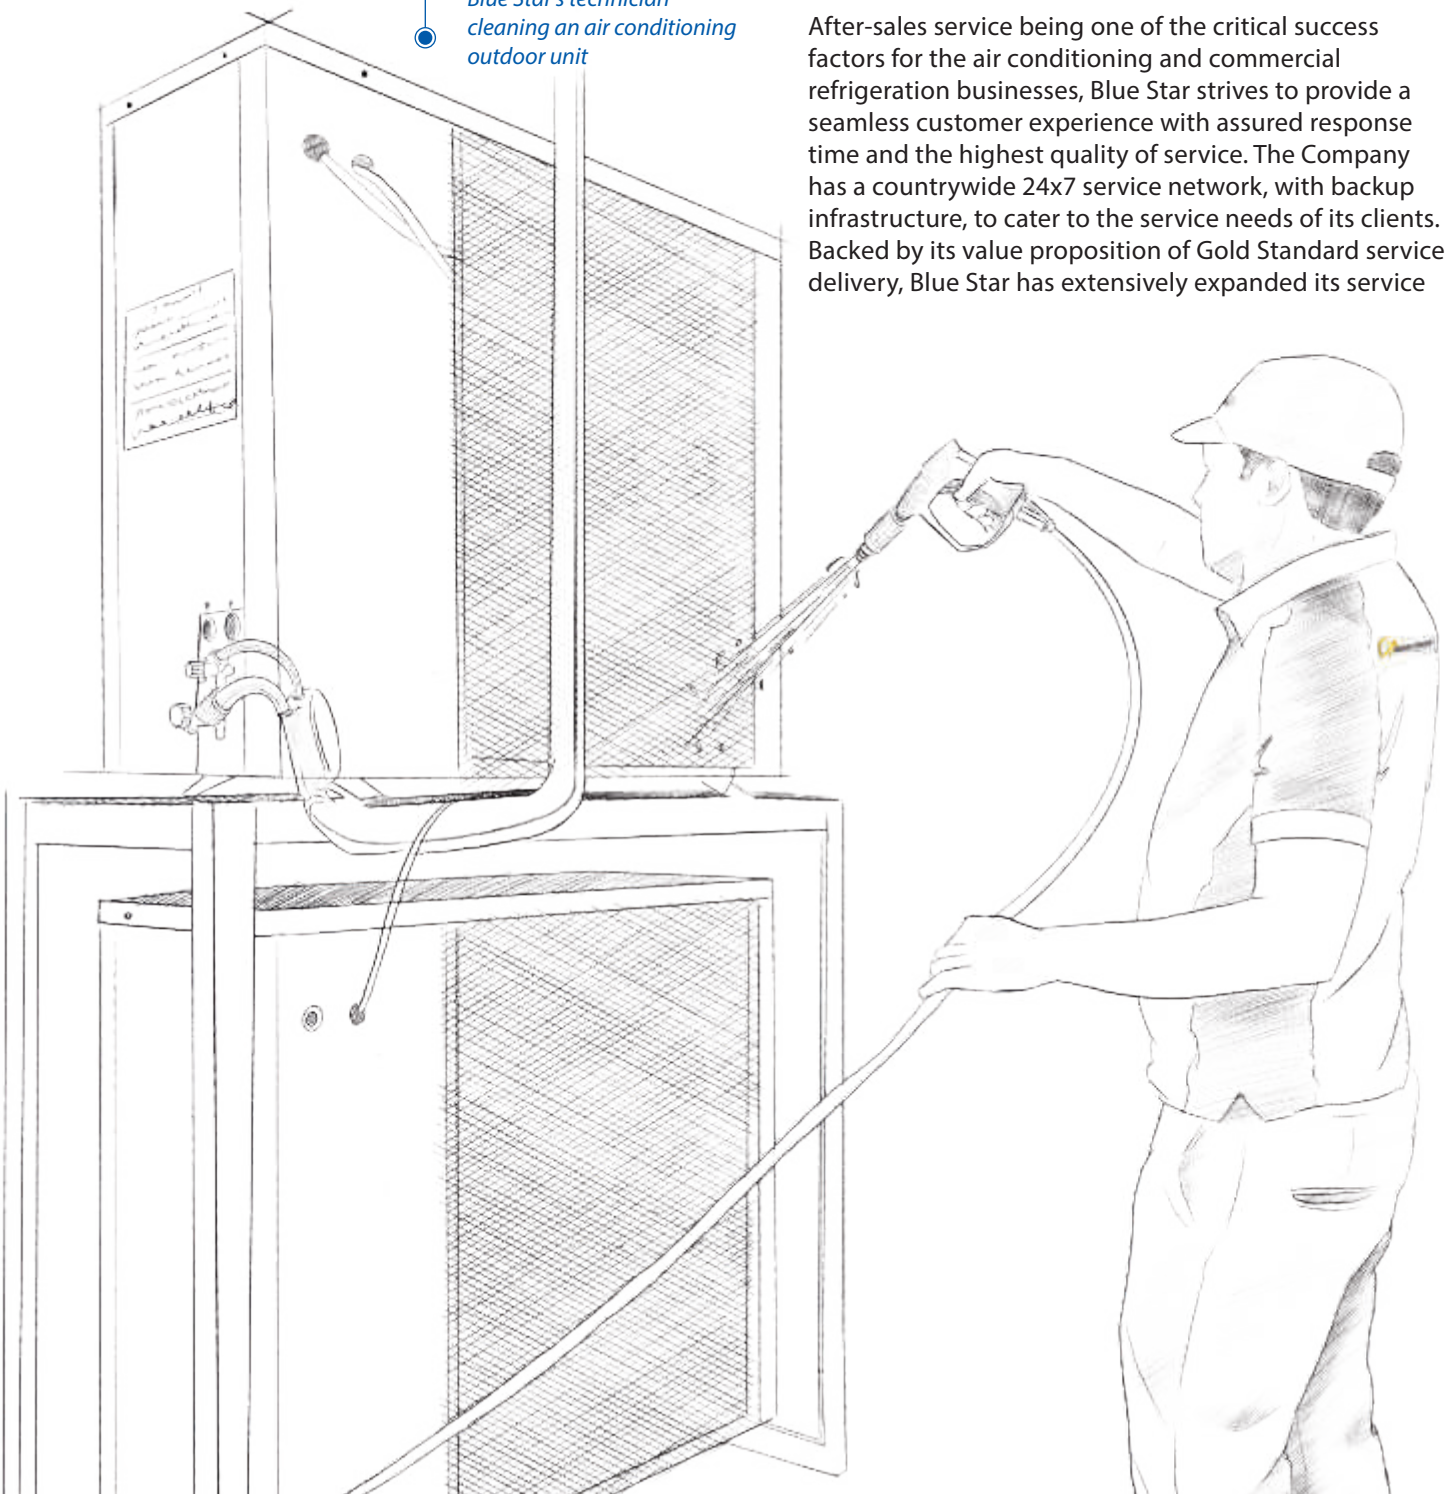 Blue Star's technician
cleaning an air conditioning
outdoor unit
After-sales service being one of the critical success
factors for the air conditioning and commercial
refrigeration businesses, Blue Star strives to provide a
seamless customer experience with assured response
time and the highest quality of service. The Company
has a countrywide 24x7 service network, with backup
infrastructure, to cater to the service needs of its clients.
Backed by its value proposition of Gold Standard service
delivery, Blue Star has extensively expanded its service